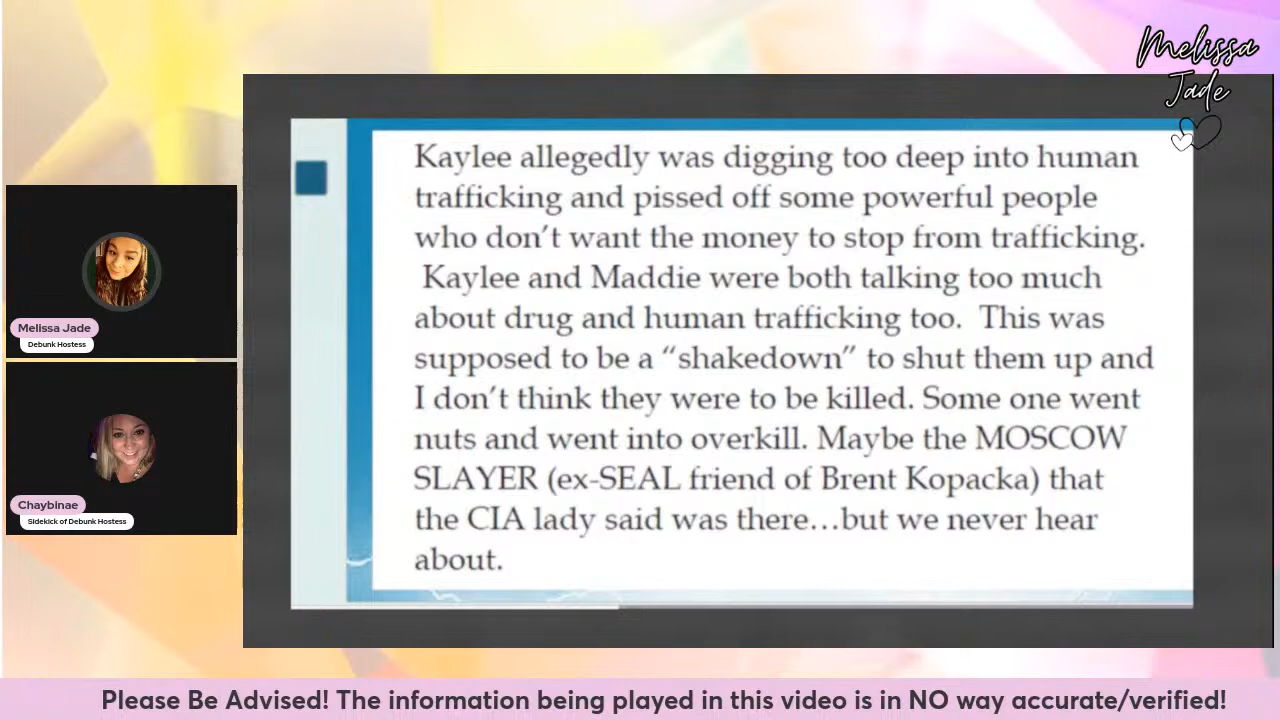 Melissa
Jade
Kaylee allegedly was digging too deep into human
trafficking and pissed off some powerful people
who don’t want the money to stop from trafficking.
Kaylee and Maddie were both talking too much
about drug and human trafficking too.  This was
supposed to be a “shakedown” to shut them up and
I don’t think they were to be killed. Some one went
nuts and went into overkill. Maybe the MOSCOW
SLAYER (ex-SEAL friend of Brent Kopacka) that
the CIA lady said was there…but we never hear
about.
Melissa Jade
Debunk Hostess
Chaybinae
Sidekick of Debunk Hostess
Please Be Advised! The information being played in this video is in NO way accurate/verified!